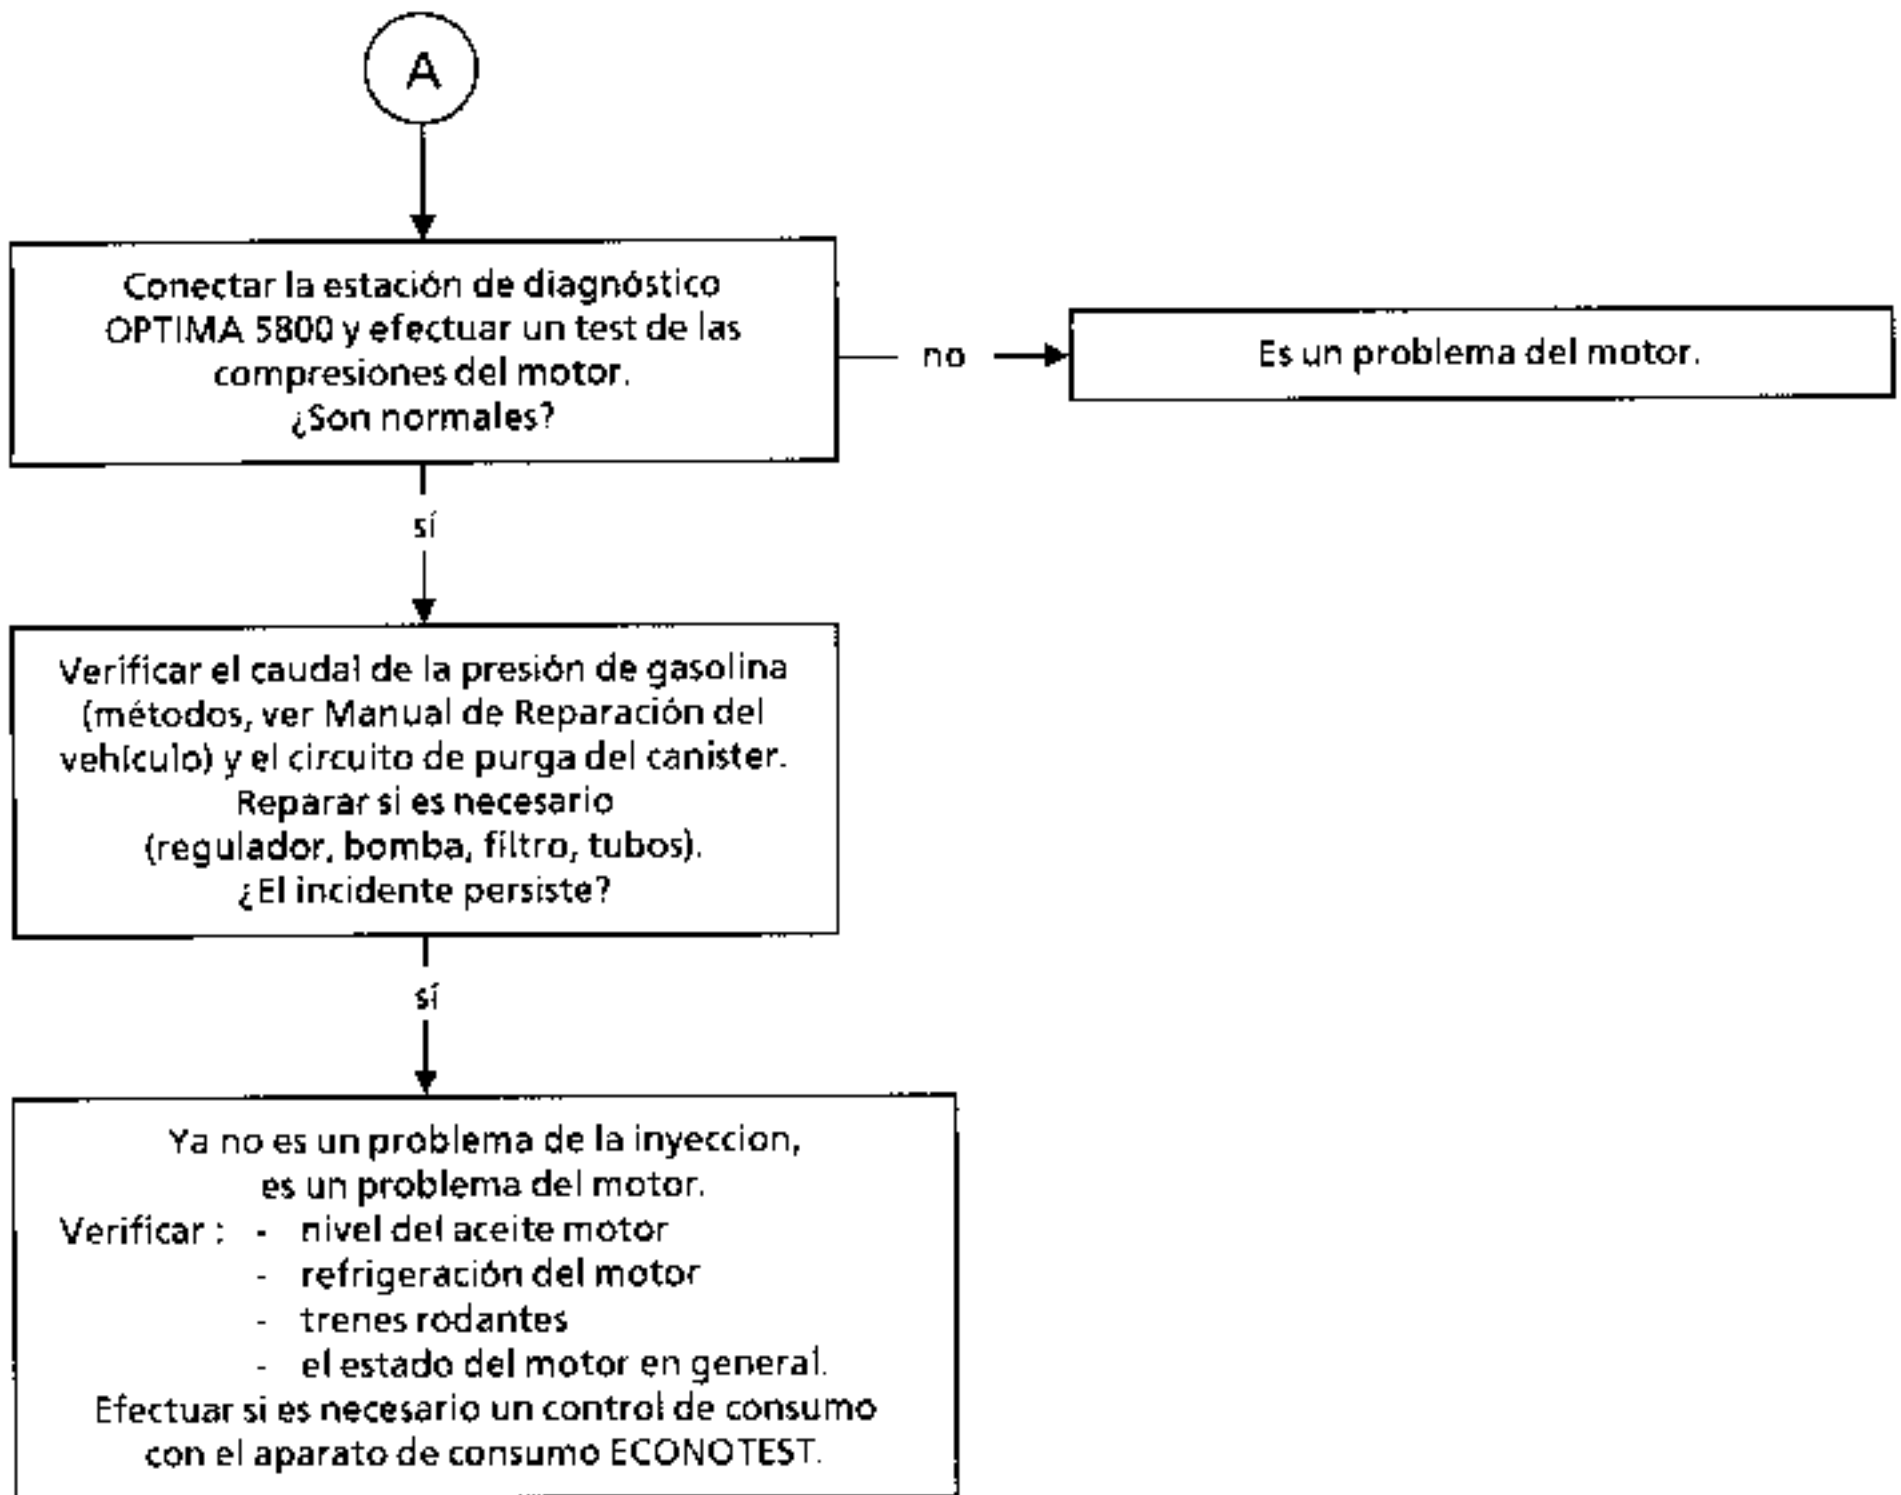 A
Conectar la estación de diagnóstico
OPTIMA 5800 y efectuar un test de las
compresiones del motor.
¿Son normales?
no
Es un problema del motor.
sí
Verificar el caudal de la presión de gasolina
(métodos, ver Manual de Reparación del
vehículo) y el circuito de purga del canister.
Reparar si es necesario
(regulador, bomba, filtro, tubos).
¿El incidente persiste?
sí
Ya no es un problema de la inyeccion,
es un problema del motor.
Verificar : - nivel del aceite motor
- refrigeración del motor
- trenes rodantes
- el estado del motor en general.
Efectuar si es necesario un control de consumo
con el aparato de consumo ECONOTEST.